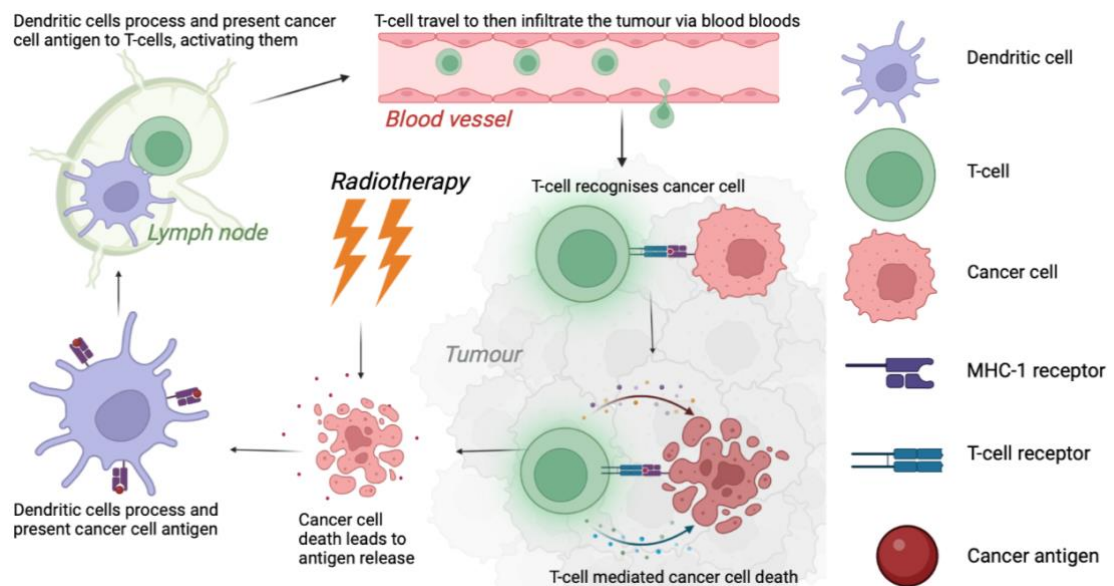 Dendritic cells process and present cancer
cell antigen to T-cells, activating them
T-cell travel to then infiltrate the tumour via blood bloods
Blood vessel
Lymph node
Radiotherapy
T-cell recognises cancer cell
Tumour
Dendritic cells process and
present cancer cell antigen
Cancer cell
death leads to
antigen release
T-cell mediated cancer cell death
Dendritic cell
T-cell
Cancer cell
MHC-1 receptor
T-cell receptor
Cancer antigen